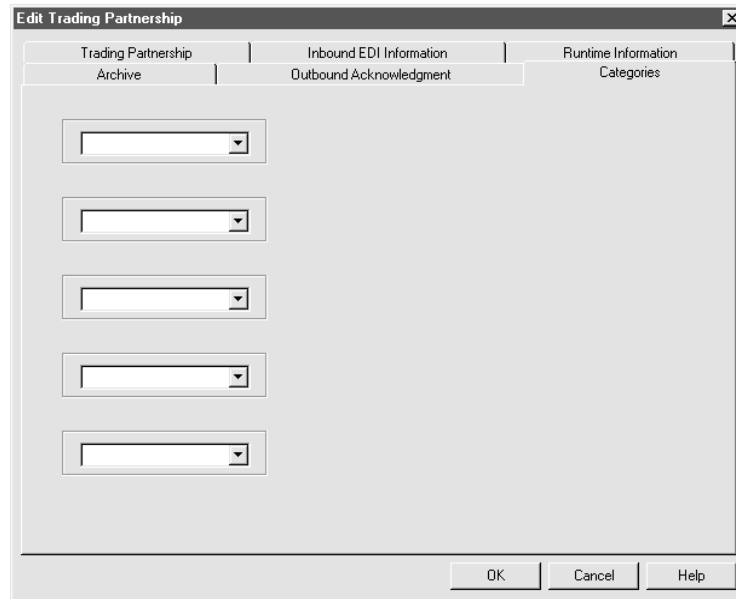 Edit Trading Partnership
Trading Partnership Inbound EDI Information Runtime Information
Archive Outbound Acknowledgment Categories
OK Cancel Help